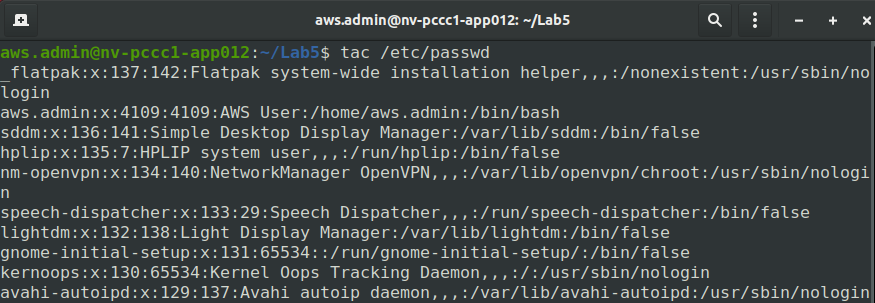 aws.admin@nv-pccc1-app012: ~/Lab5
aws.admin@nv-pccc1-app012:~/Lab5$ tac /etc/passwd
_flatpak:x:137:142:Flatpak system-wide installation helper,,,:/nonexistent:/usr/sbin/no
login
aws.admin:x:4109:4109:AWS User:/home/aws.admin:/bin/bash
sddm:x:136:141:Simple Desktop Display Manager:/var/lib/sddm:/bin/false
hplip:x:135:7:HPLIP system user,,,:/run/hplip:/bin/false
nm-openvpn:x:134:140:NetworkManager OpenVPN,,,:/var/lib/openvpn/chroot:/usr/sbin/nologi
n
speech-dispatcher:x:133:29:Speech Dispatcher,,,:/run/speech-dispatcher:/bin/false
lightdm:x:132:138:Light Display Manager:/var/lib/lightdm:/bin/false
gnome-initial-setup:x:131:65534::/run/gnome-initial-setup/:/bin/false
kernoops:x:130:65534:Kernel Oops Tracking Daemon,,,:/:/usr/sbin/nologin
avahi-autoipd:x:129:137:Avahi autoip daemon,,,:/var/lib/avahi-autoipd:/usr/sbin/nologin